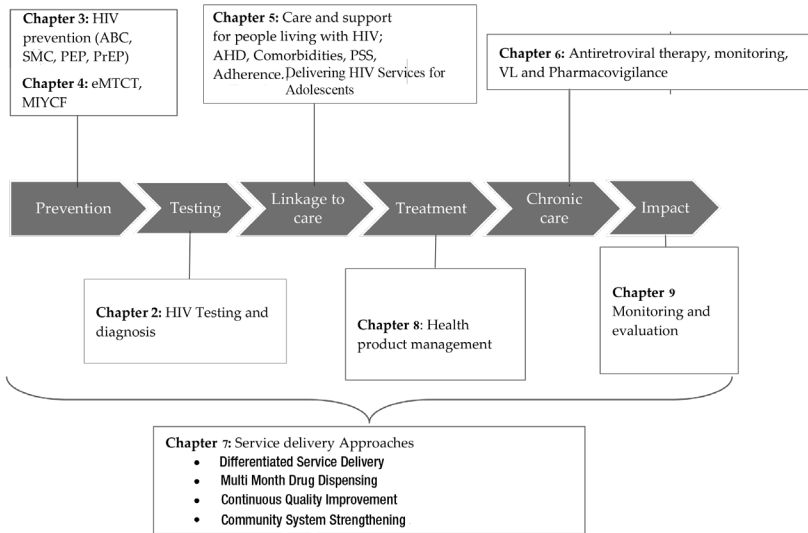 Chapter 3: HIV
prevention (ABC,
SMC, PEP, PrEP)
Chapter 4: eMTCT,
MIYCF
Chapter 5: Care and support
for people living with HIV;
AHD, Comorbidities, PSS,
Adherence. Delivering HIV Services for
Adolescents
Chapter 6: Antiretroviral therapy, monitoring,
VL and Pharmacovigilance
Prevention
Testing
Linkage to
care
Treatment
Chronic
care
Impact
Chapter 2: HIV Testing and
diagnosis
Chapter 8: Health
product management
Chapter 9
Monitoring and
evaluation
Chapter 7: Service delivery Approaches
• Differentiated Service Delivery
• Multi Month Drug Dispensing
• Continuous Quality Improvement
• Community System Strengthening